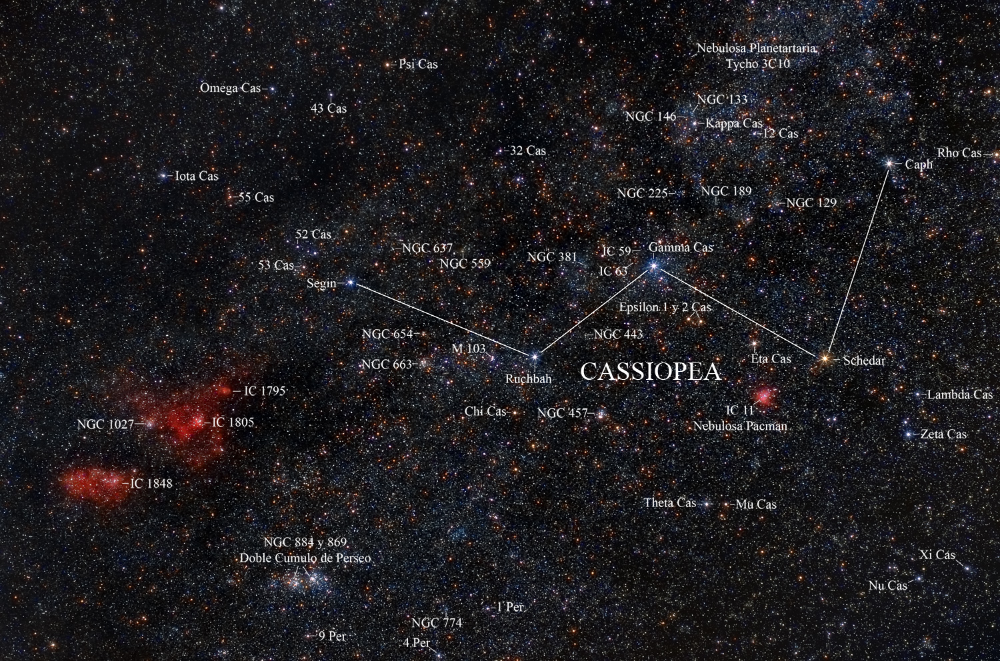 Nebulosa Planetartaria
Tycho 3C10
Psi Cas
Omega Cas
43 Cas
NGC 133
NGC 146
Kappa Cas
12 Cas
32 Cas
Rho Cas
Caph
Iota Cas
55 Cas
NGC 225
NGC 189
NGC 129
52 Cas
NGC 637
NGC 559
NGC 381
IC 59
Gamma Cas
53 Cas
IC 63
Segin
Epsilon 1 y 2 Cas
NGC 654
NGC 443
M 103
NGC 663
Eta Cas
Schedar
Ruchbah
CASSIOPEA
IC 1795
Lambda Cas
Chi Cas
NGC 457
IC 11
Nebulosa Pacman
NGC 1027
IC 1805
Zeta Cas
IC 1848
Theta Cas
Mu Cas
NGC 884 y 869
Doble Cumulo de Perseo
Xi Cas
Nu Cas
1 Per
NGC 774
9 Per
4 Per